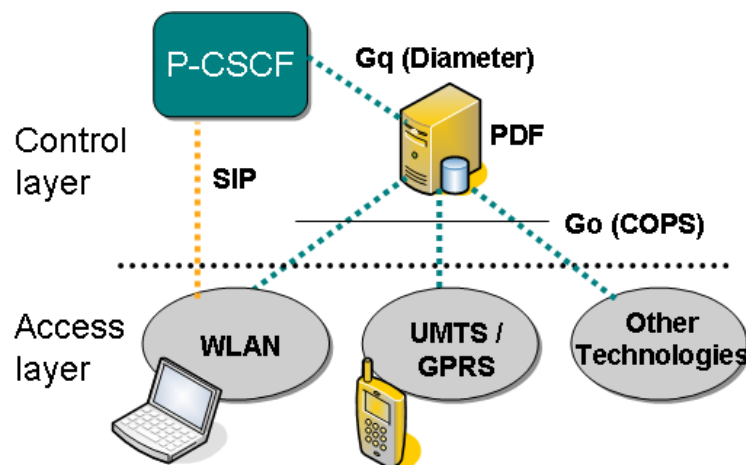 P-CSCF
Gq (Diameter)
PDF
Control
layer
SIP
Go (COPS)
Access
layer
WLAN
UMTS /
GPRS
Other
Technologies